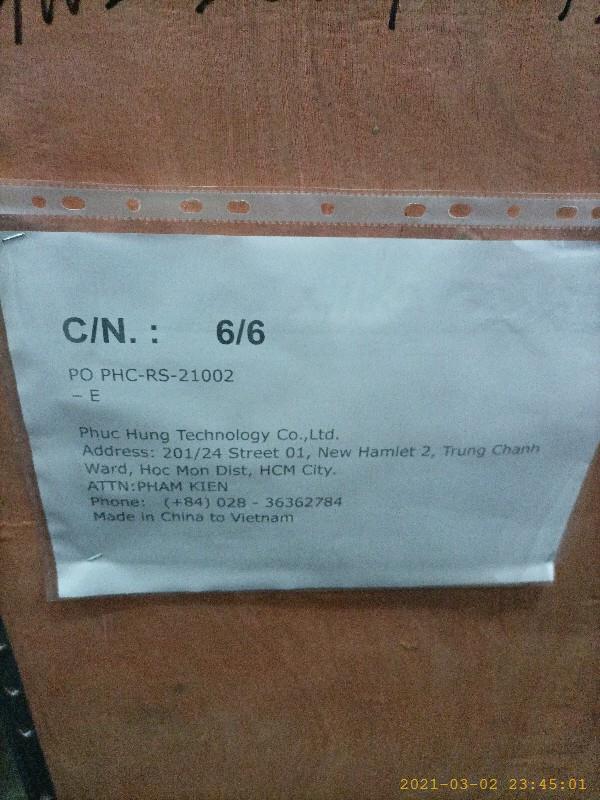 C/N. : 6/6
PO PHC-RS-21002
– E
Phuc Hung Technology Co.,Ltd.
Address: 201/24 Street 01, New Hamlet 2, Trung Chanh
Ward, Hoc Mon Dist, HCM City.
ATTN:PHAM KIEN
Phone: (+84) 028 - 36362784
Made in China to Vietnam
2021-03-02 23:45:01